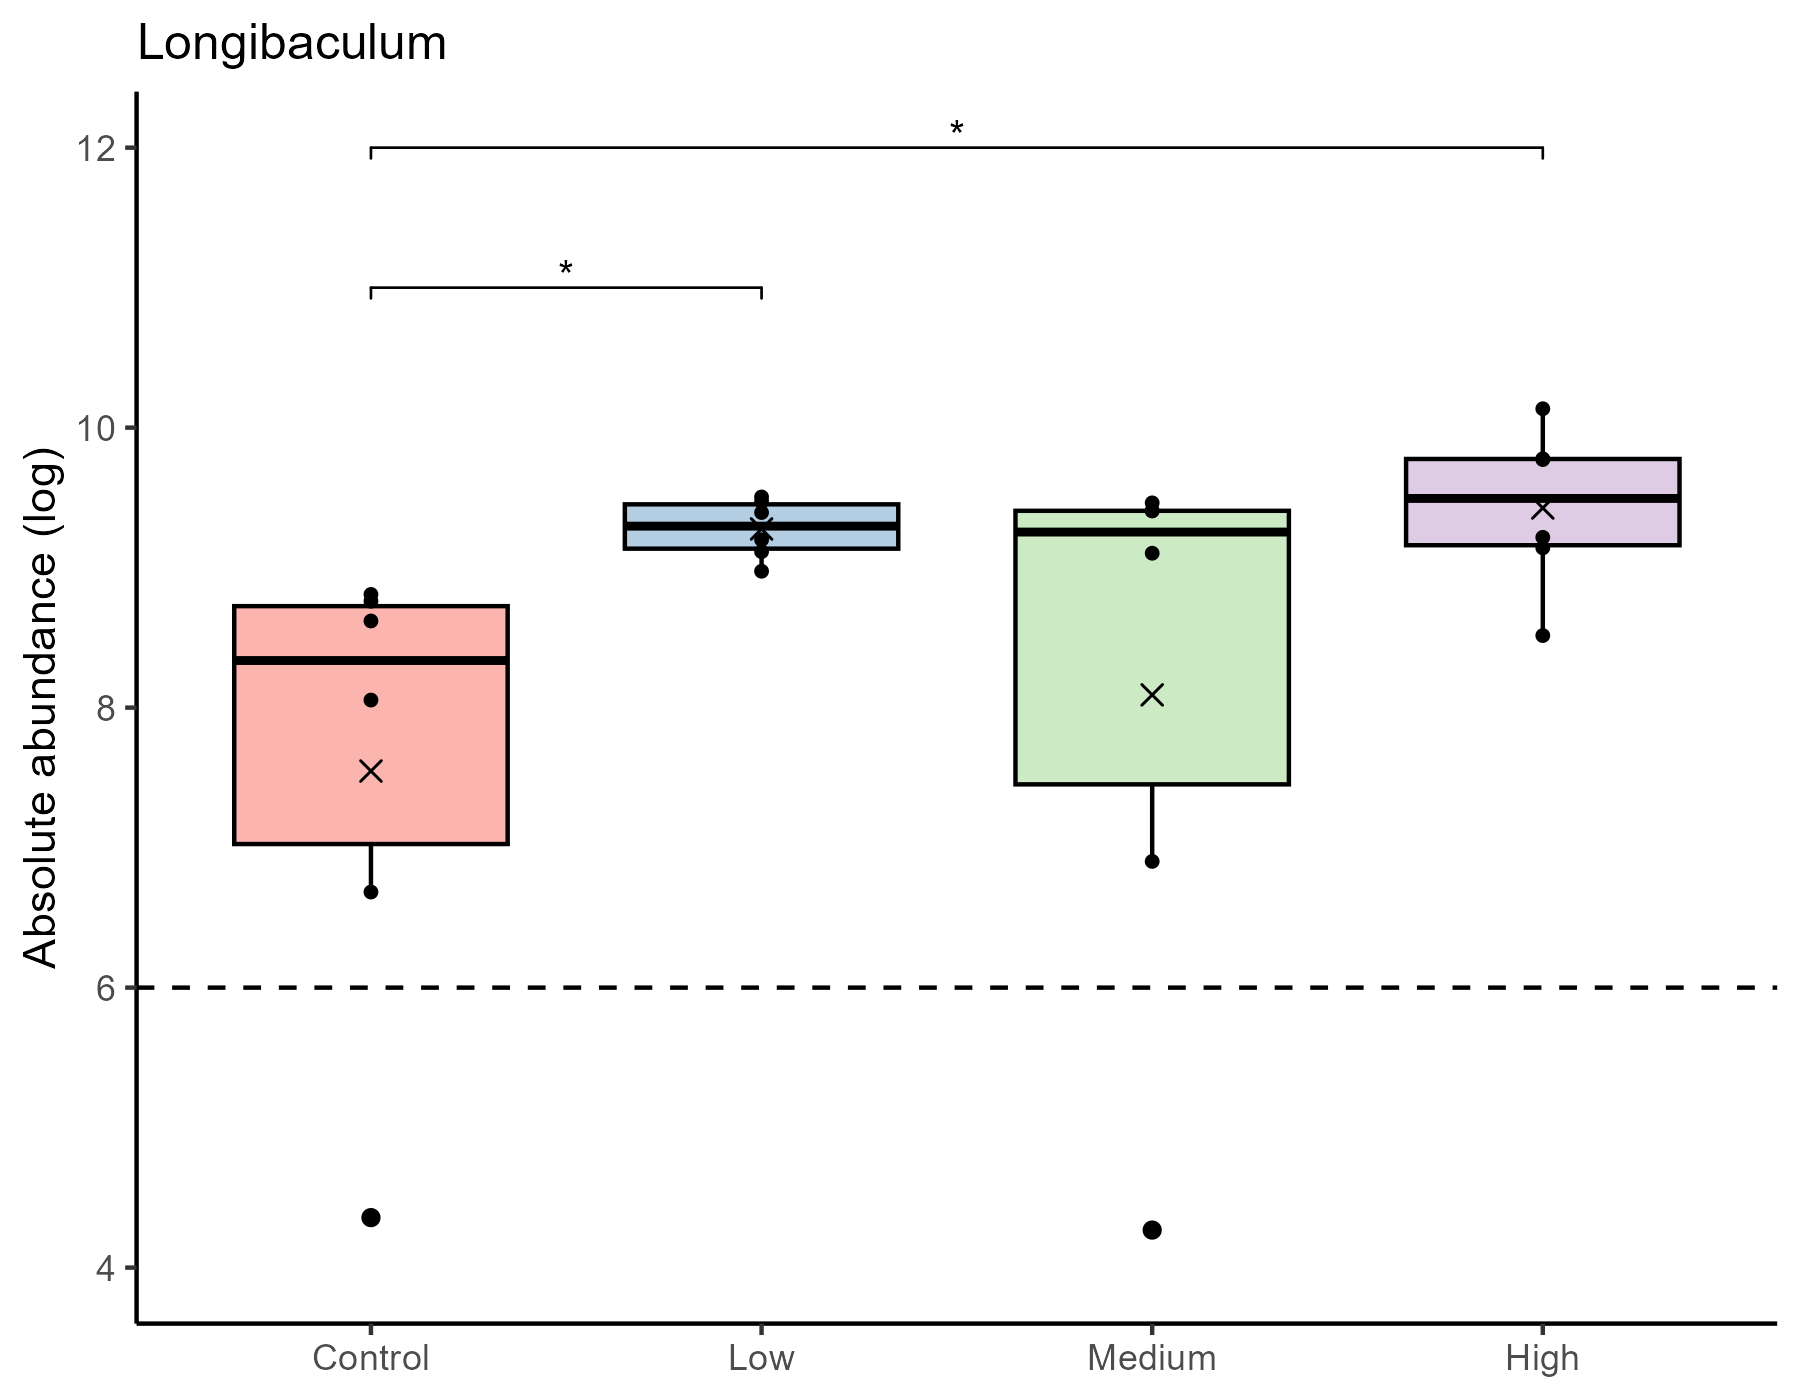 Longibaculum
Absolute abundance (log)
12
10
8
6
4
*
*
Control
Low
Medium
High